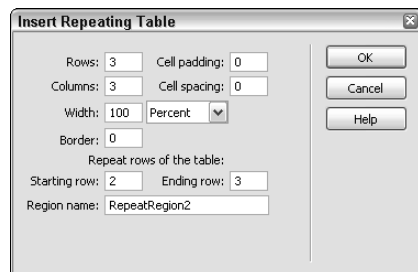 Insert Repeating Table
Rows: 3 Cell padding: 0 OK
Columns: 3 Cell spacing: 0 Cancel
Width: 100 Percent Help
Border: 0
Repeat rows of the table:
Starting row: 2 Ending row: 3
Region name: RepeatRegion2